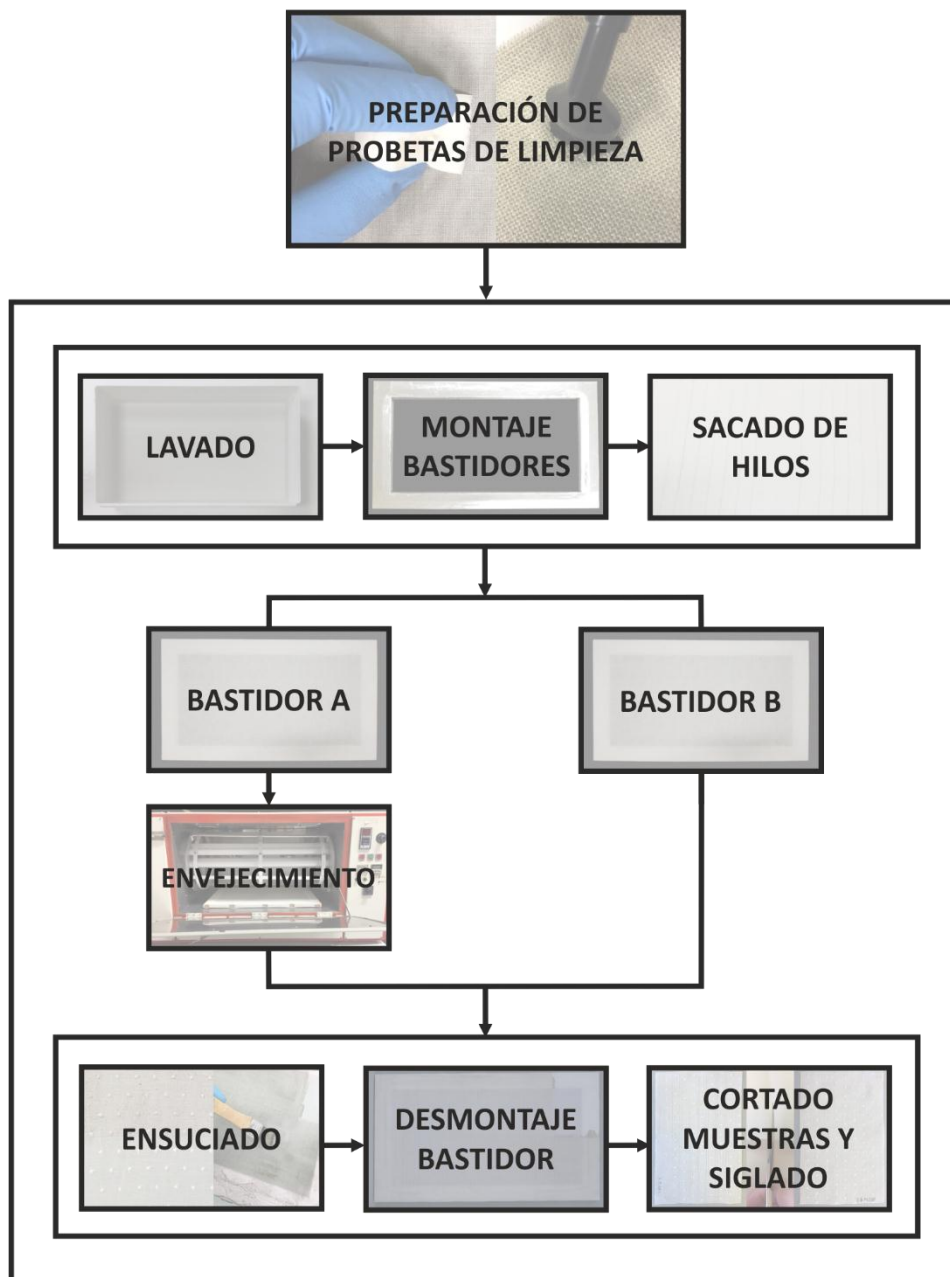 PREPARACIÓN DE
PROBETAS DE LIMPIEZA
LAVADO
MONTAJE
BASTIDORES
SACADO DE
HILOS
BASTIDOR A
BASTIDOR B
ENVEJECIMIENTO
ENSUCIADO
DESMONTAJE
BASTIDOR
CORTADO
MUESTRAS Y
SIGLADO